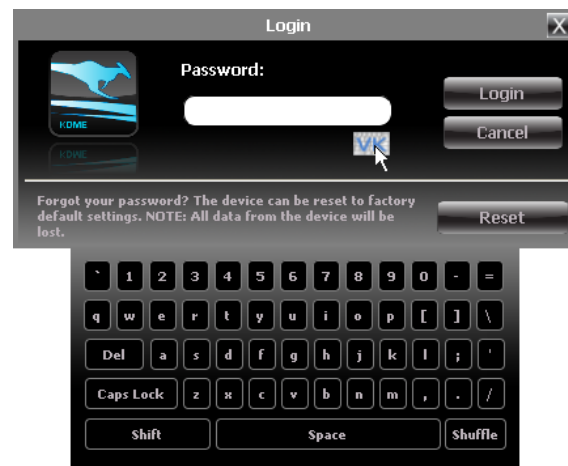 Login
X
Password:
KDME
Login
VK
Cancel
Forgot your password? The device can be reset to factory
default settings. NOTE: All data from the device will be
lost.
Reset
` 1 2 3 4 5 6 7 8 9 0 - =
q w e r t y u i o p [ ] \
Del a s d f g h j k l ; '
Caps Lock z x c v b n m , . /
Shift Space Shuffle